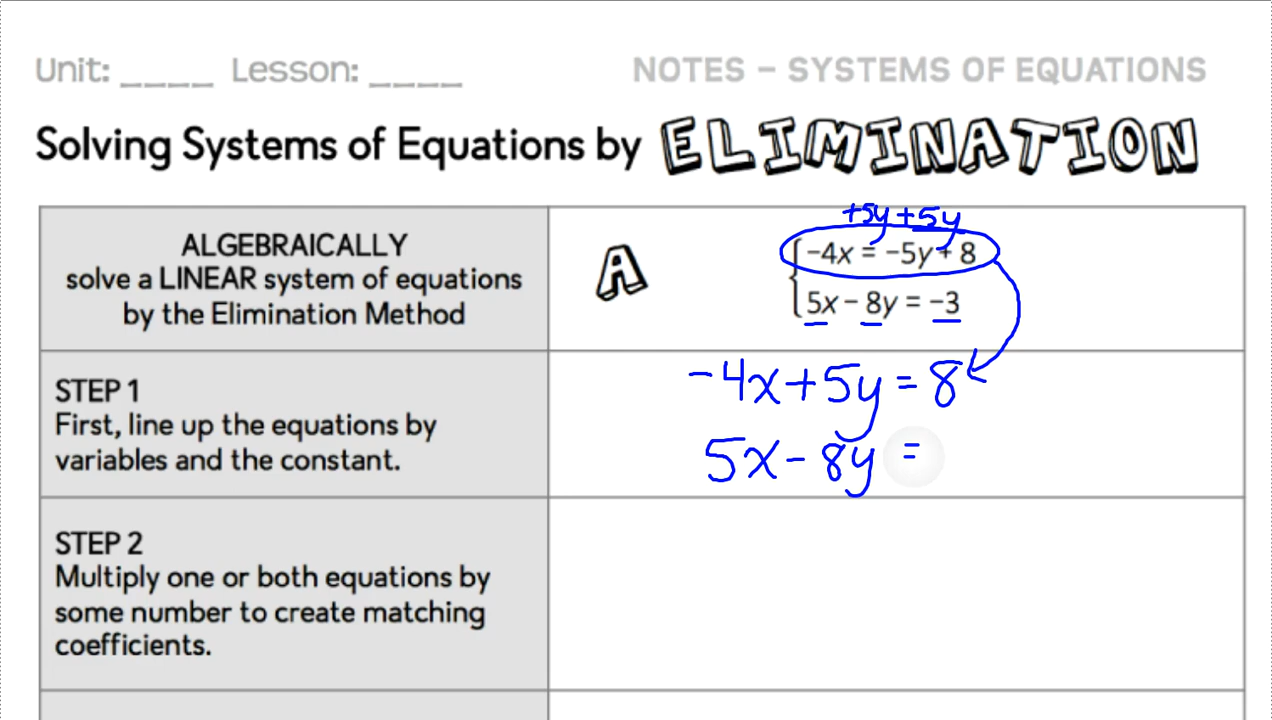 Unit: ____ Lesson: ____ NOTES – SYSTEMS OF EQUATIONS
Solving Systems of Equations by ELIMINATION
ALGEBRAICALLY
solve a LINEAR system of equations
by the Elimination Method
A
+5y +5y
-4x = -5y + 8
5x - 8y = -3
STEP 1
First, line up the equations by
variables and the constant.
-4x + 5y = 8
5x - 8y =
STEP 2
Multiply one or both equations by
some number to create matching
coefficients.